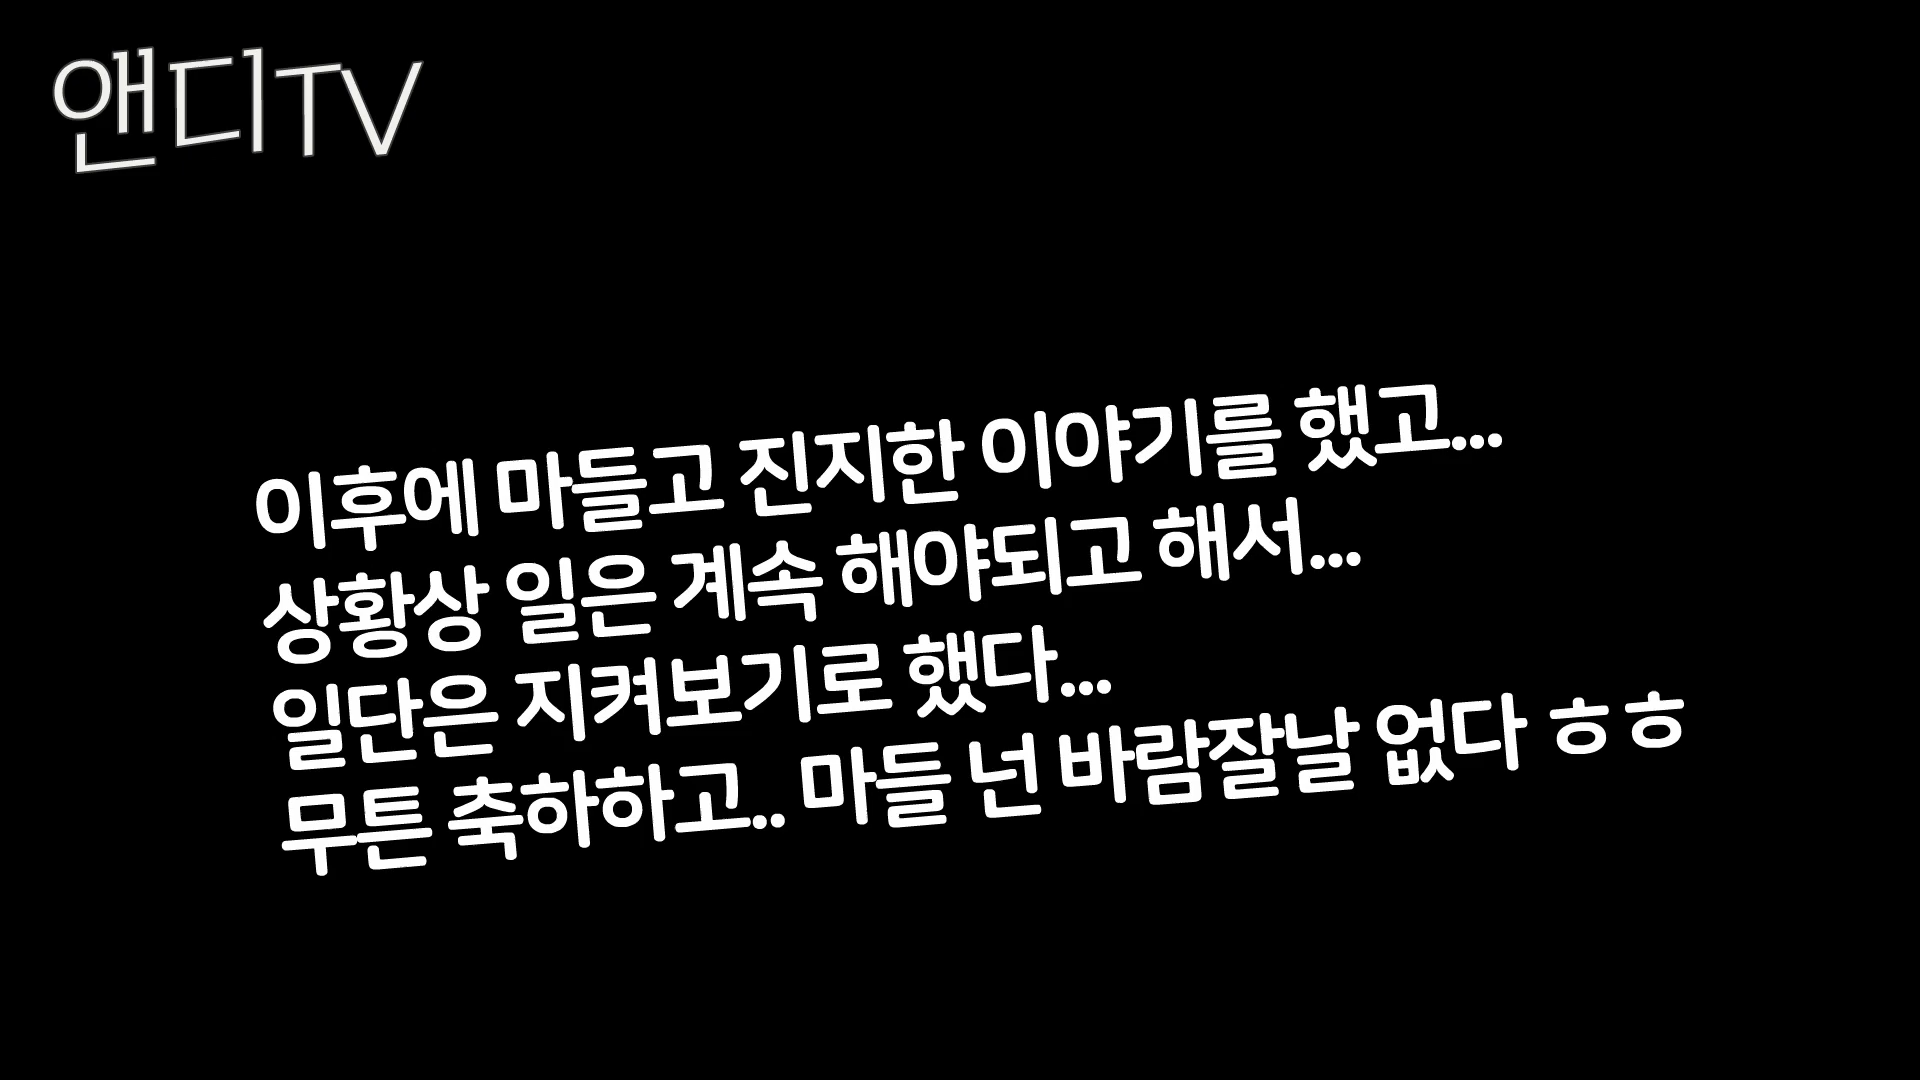 앤디TV
이후에 마들고 진지한 이야기를 했고...
상황상 일은 계속 해야되고 해서...
일단은 지켜보기로 했다...
무튼 축하하고.. 마들 넌 바람잘날 없다 ㅎㅎ